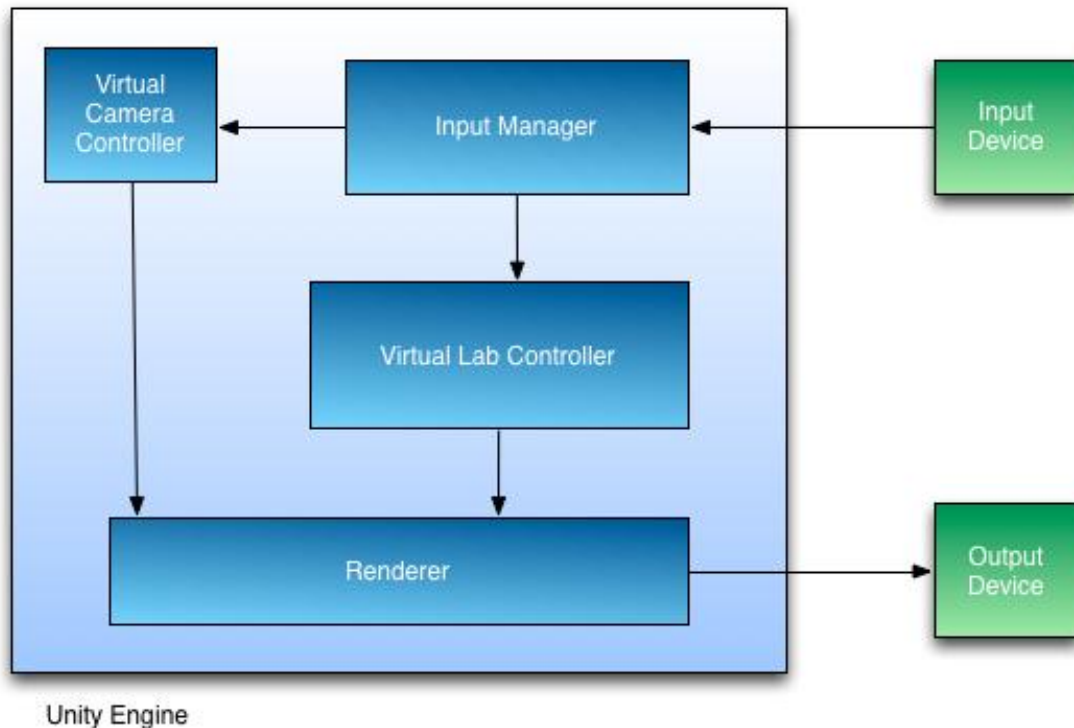 Virtual
Camera
Controller
Input Manager
Input
Device
Virtual Lab Controller
Renderer
Output
Device
Unity Engine